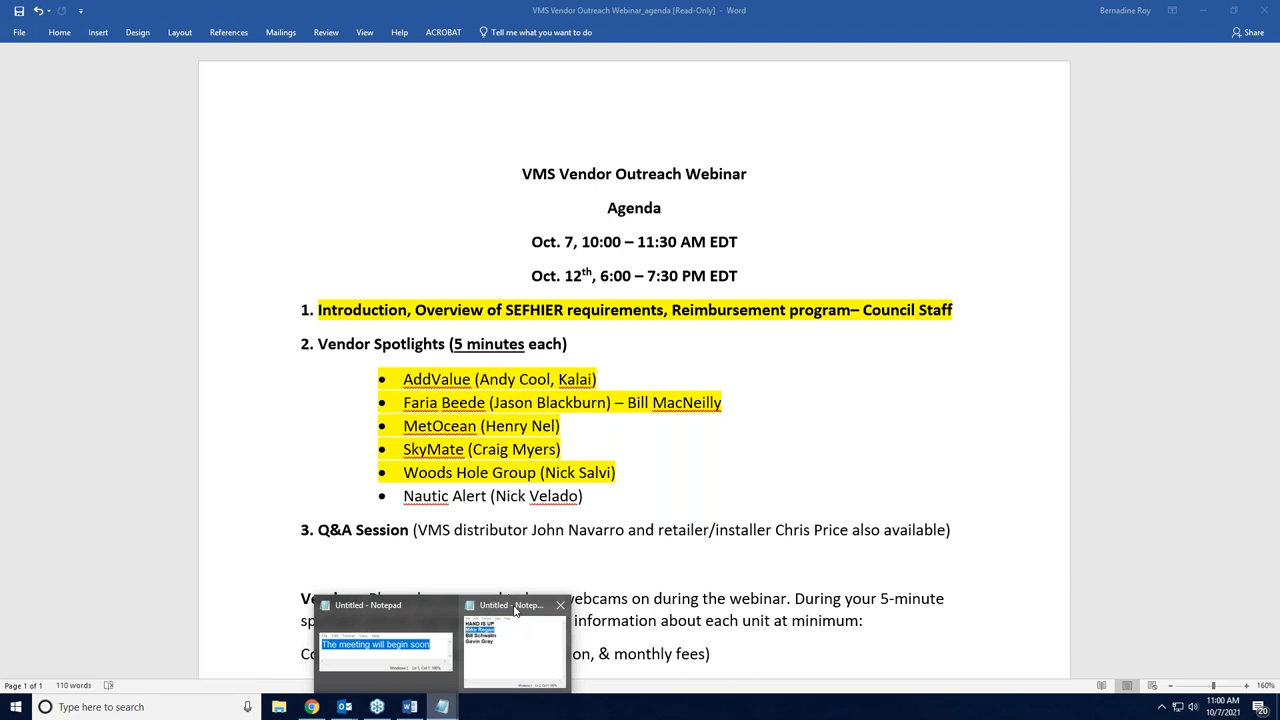 VMS Vendor Outreach Webinar_agenda [Read-Only] - Word
Bernadine Roy
File Home Insert Design Layout References Mailings Review View Help ACROBAT Tell me what you want to do Share
VMS Vendor Outreach Webinar
Agenda
Oct. 7, 10:00 – 11:30 AM EDT
Oct. 12th, 6:00 – 7:30 PM EDT
1. Introduction, Overview of SEFHIER requirements, Reimbursement program– Council Staff
2. Vendor Spotlights (5 minutes each)
• AddValue (Andy Cool, Kalai)
• Faria Beede (Jason Blackburn) – Bill MacNeilly
• MetOcean (Henry Nel)
• SkyMate (Craig Myers)
• Woods Hole Group (Nick Salvi)
• Nautic Alert (Nick Velado)
3. Q&A Session (VMS distributor John Navarro and retailer/installer Chris Price also available)
webcams on during the webinar. During your 5-minute
information about each unit at minimum:
& monthly fees)
Untitled - Notepad
The meeting will begin soon
Untitled - Notep...
HAND IS UP
Mike Rogers
Bill Schwalm
Gavin Gray
Page 1 of 1 110 words 160%
Type here to search
11:00 AM
10/7/2021
20